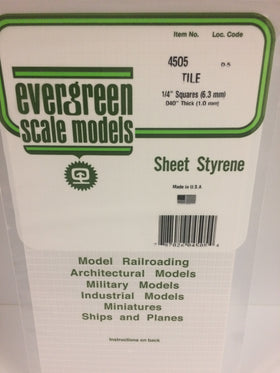 Item No. Loc. Code
4505 D.5
TILE
1/4" Squares (6.3 mm)
.040" Thick (1.0 mm)
evergreen
scale models
Sheet Styrene
Made in U.S.A
Model Railroading
Architectural Models
Military Models
Industrial Models
Miniatures
Ships and Planes
Instructions on back